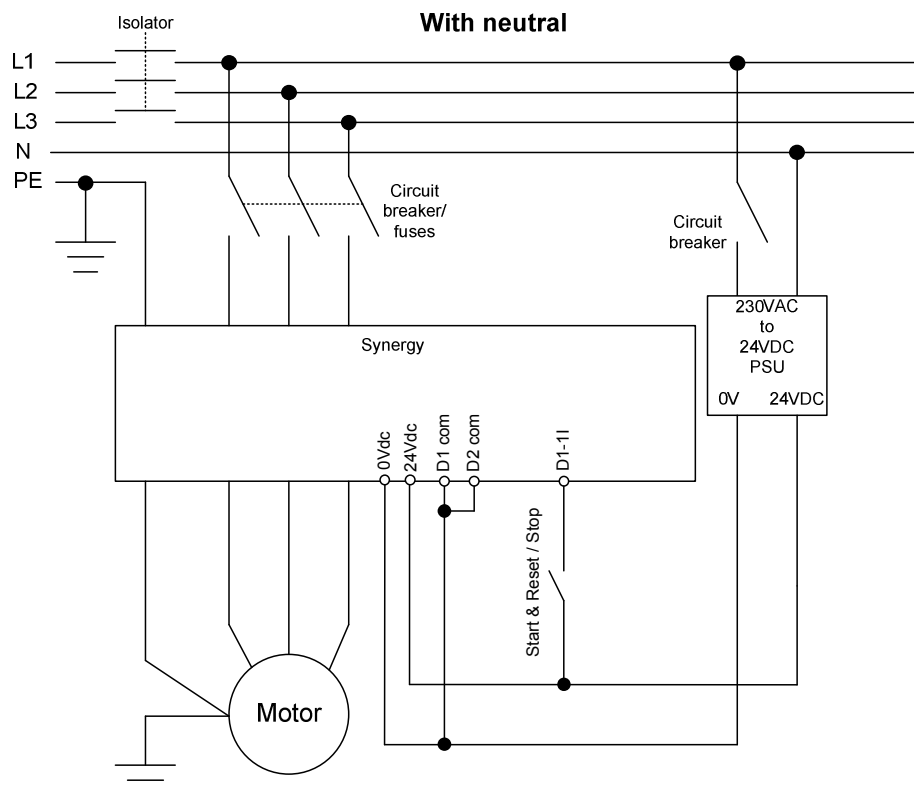 With neutral
Isolator
L1
L2
L3
N
PE
Circuit
breaker/
fuses
Circuit
breaker
230VAC
to
24VDC
PSU
0V 24VDC
Synergy
0Vdc
24Vdc
D1 com
D2 com
D1-1I
Start & Reset / Stop
Motor